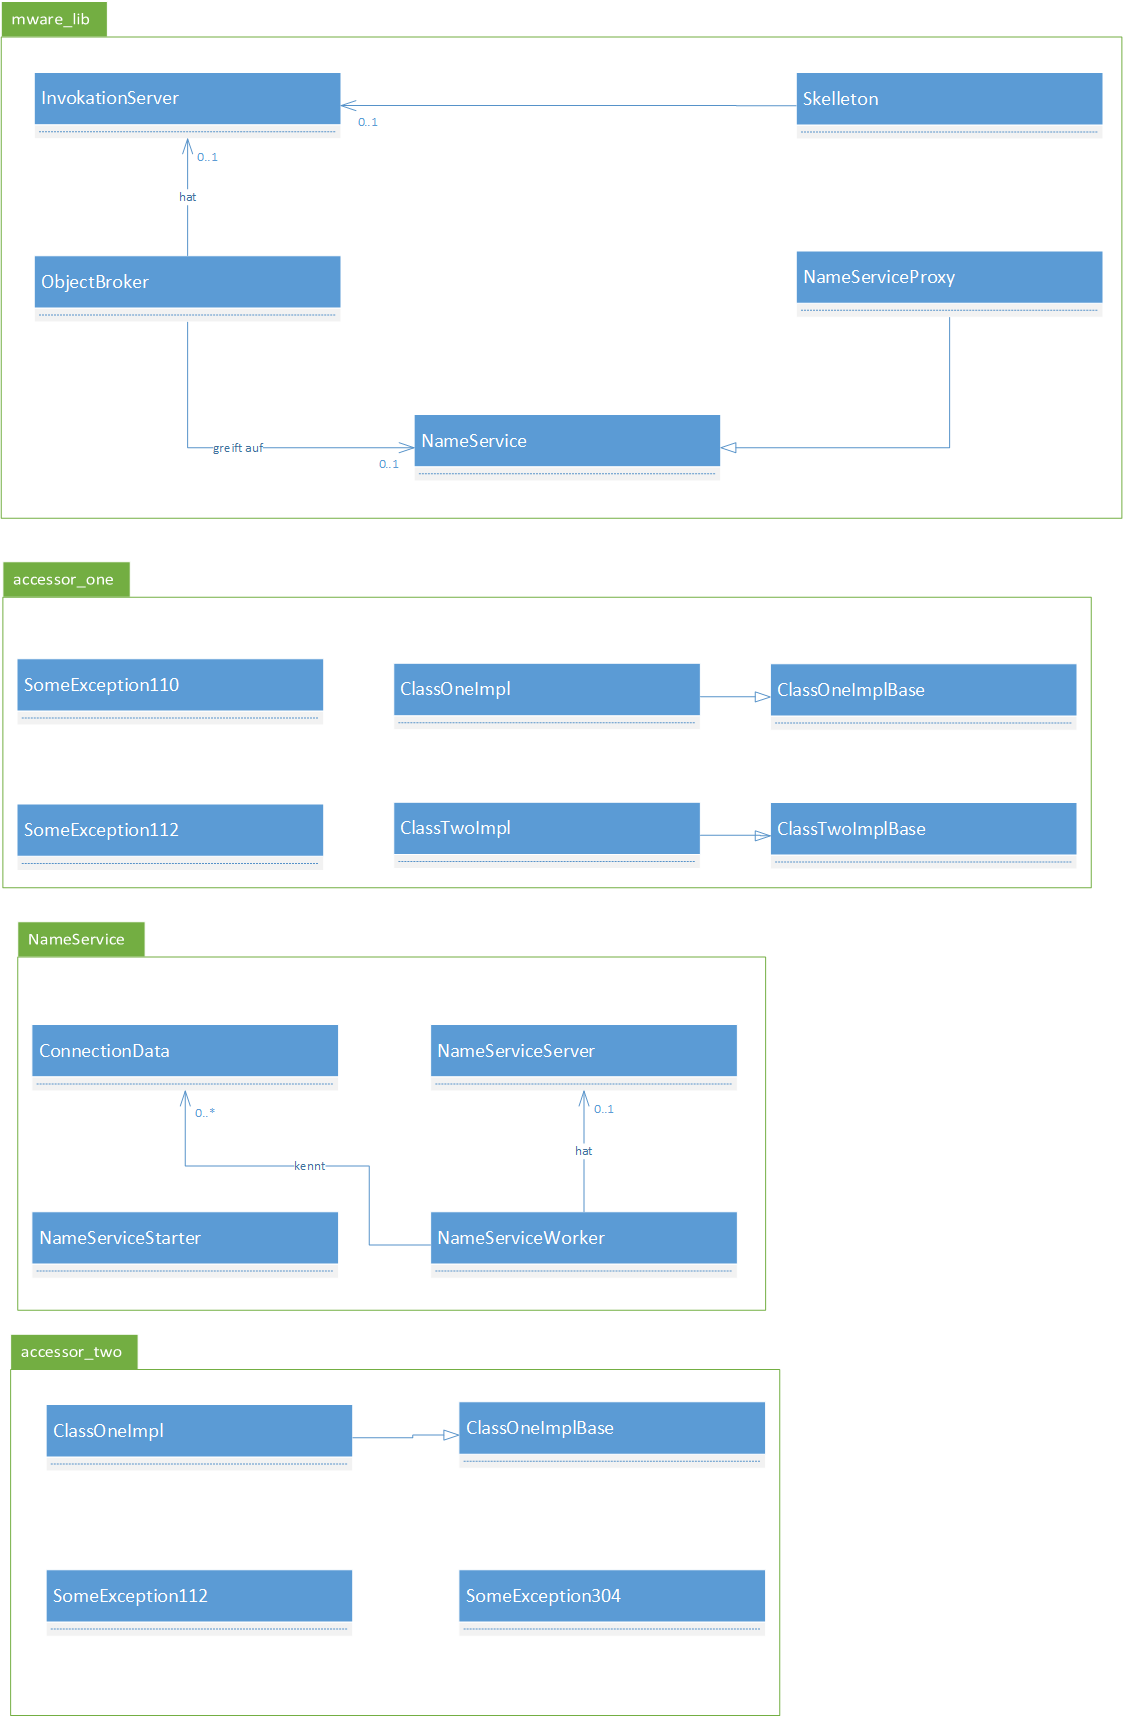 mware_lib
InvokationServer
Skelleton
0..1
0..1
hat
ObjectBroker
NameServiceProxy
NameService
greift auf
0..1
accessor_one
SomeException110
ClassOneImpl
ClassOneImplBase
SomeException112
ClassTwoImpl
ClassTwoImplBase
NameService
ConnectionData
NameServiceServer
0..*
0..1
hat
kennt
NameServiceStarter
NameServiceWorker
accessor_two
ClassOneImpl
ClassOneImplBase
SomeException112
SomeException304